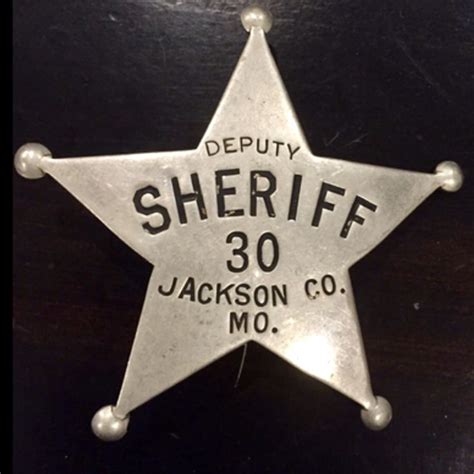 DEPUTY
SHERIFF
30
JACKSON CO.
MO.